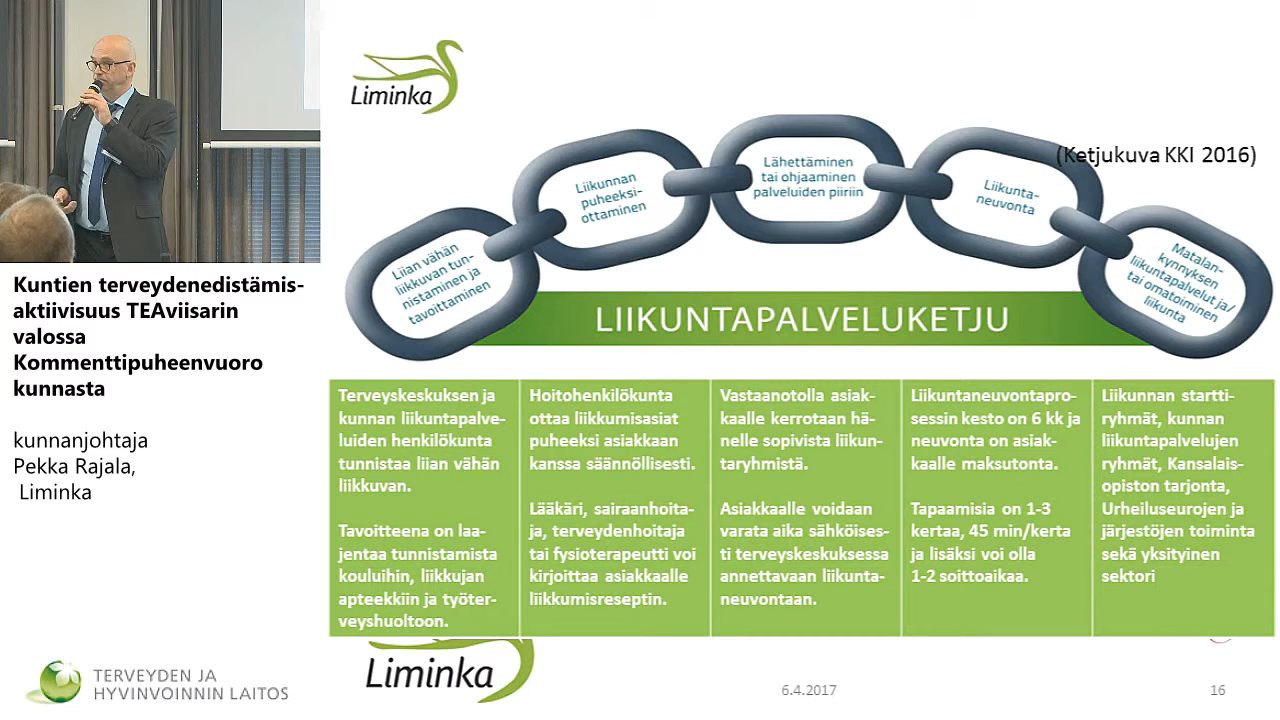 Liminka
(Ketjukuva KKI 2016)
Liian vähän
liikkuvan tun-
nistaminen ja
tavoittaminen
Liikunnan
puheeksi-
ottaminen
Lähettäminen
tai ohjaaminen
palveluiden piiriin
Liikunta-
neuvonta
Matalan-
kynnyksen
liikuntapalvelut ja/
tai omatoiminen
liikunta
LIIKUNTAPALVELUKETJU
Kuntien terveydenedistämis-
aktiivisuus TEAviisarin
valossa
Kommenttipuheenvuoro
kunnasta
kunnanjohtaja
Pekka Rajala,
Liminka
Terveyskeskuksen ja
kunnan liikuntapalve-
luiden henkilökunta
tunnistaa liian vähän
liikkuvan.
Tavoitteena on laa-
jentaa tunnistamista
kouluihin, liikkujan
apteekkiin ja työter-
veyshuoltoon.
Hoitohenkilökunta
ottaa liikkumisasiat
puheeksi asiakkaan
kanssa säännöllisesti.
Lääkäri, sairaanhoita-
ja, terveydenhoitaja
tai fysioterapeutti voi
kirjoittaa asiakkaalle
liikkumisreseptin.
Vastaanotolla asiak-
kaalle kerrotaan hä-
nelle sopivista liikun-
taryhmistä.
Asiakkaalle voidaan
varata aika sähköises-
ti terveyskeskuksessa
annettavaan liikunta-
neuvontaan.
Liikuntaneuvontapro-
sessin kesto on 6 kk ja
neuvonta on asiak-
kaalle maksutonta.
Tapaamisia on 1-3
kertaa, 45 min/kerta
ja lisäksi voi olla
1-2 soittoaikaa.
Liikunnan startti-
ryhmät, kunnan
liikuntapalvelujen
ryhmät, Kansalais-
opiston tarjonta,
Urheiluseurojen ja
järjestöjen toiminta
sekä yksityinen
sektori
TERVEYDEN JA
HYVINVOINNIN LAITOS
Liminka
6.4.2017
16